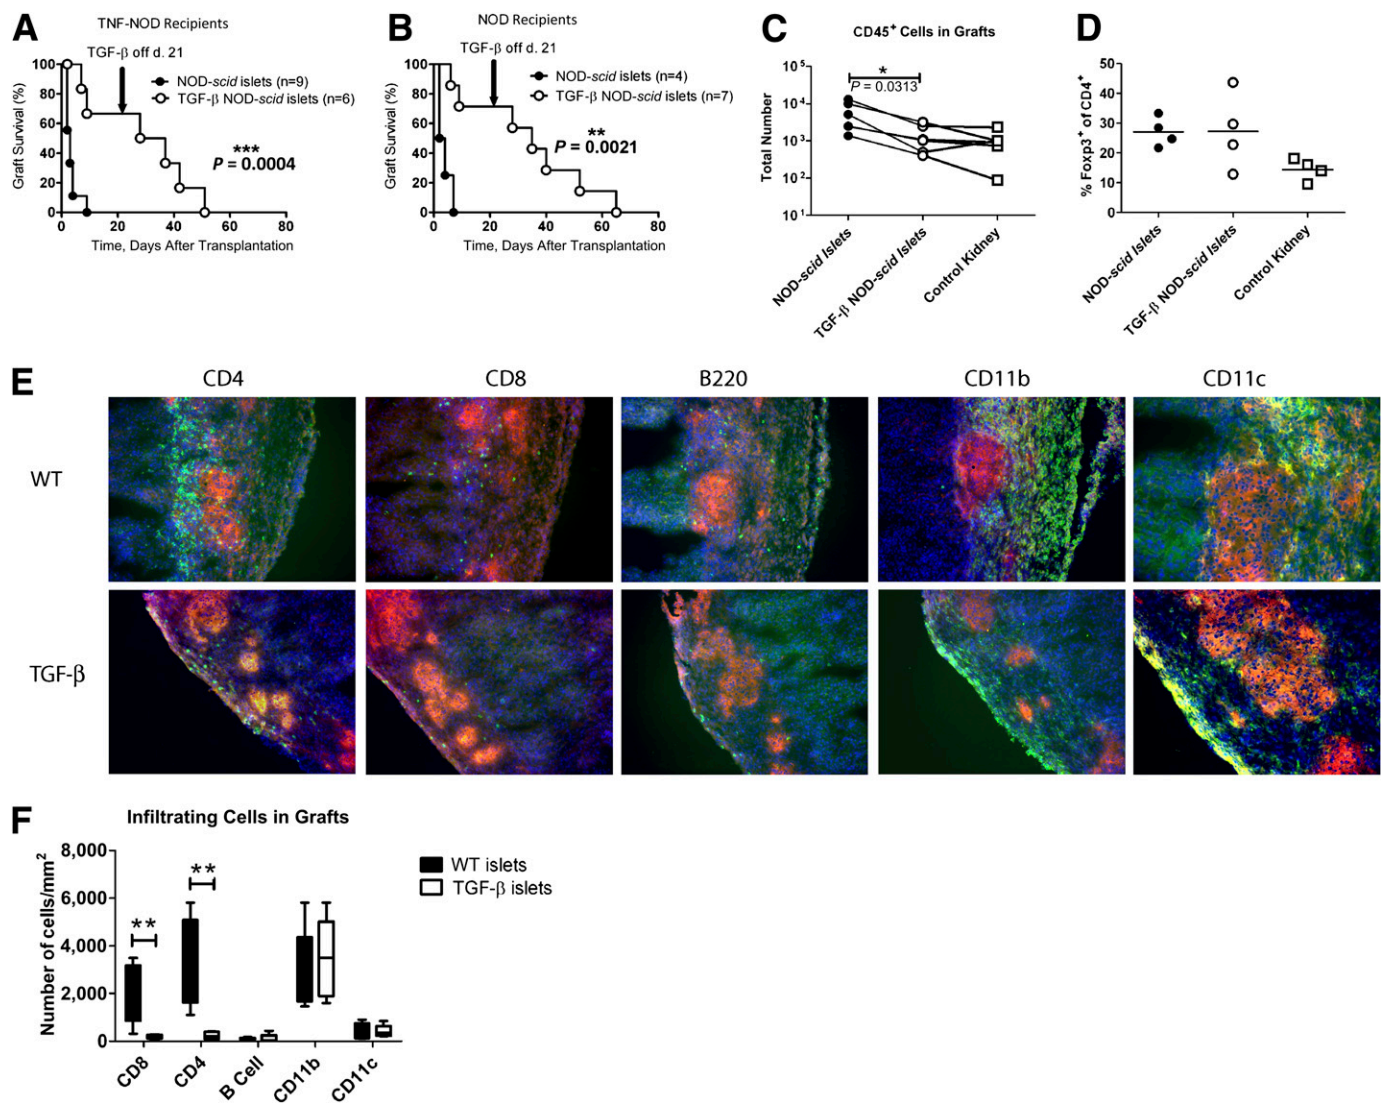 A
TNF-NOD Recipients
TGF-β off d. 21
NOD-scid islets (n=9)
TGF-β NOD-scid islets (n=6)
***
P = 0.0004
Graft Survival (%)
100
80
60
40
20
0
0 20 40 60 80
Time, Days After Transplantation
B
NOD Recipients
TGF-β off d. 21
NOD-scid islets (n=4)
TGF-β NOD-scid islets (n=7)
**
P = 0.0021
Graft Survival (%)
100
80
60
40
20
0
0 20 40 60 80
Time, Days After Transplantation
C
CD45+ Cells in Grafts
*
P = 0.0313
Total Number
10^5
10^4
10^3
10^2
10^1
NOD-scid Islets
TGF-β NOD-scid Islets
Control Kidney
D
% Foxp3+ of CD4+
50
40
30
20
10
0
NOD-scid Islets
TGF-β NOD-scid Islets
Control Kidney
E
CD4 CD8 B220 CD11b CD11c
WT
TGF-β
F
Infiltrating Cells in Grafts
Number of cells/mm²
8,000
6,000
4,000
2,000
0
**
**
WT islets
TGF-β islets
CD8
CD4
B Cell
CD11b
CD11c